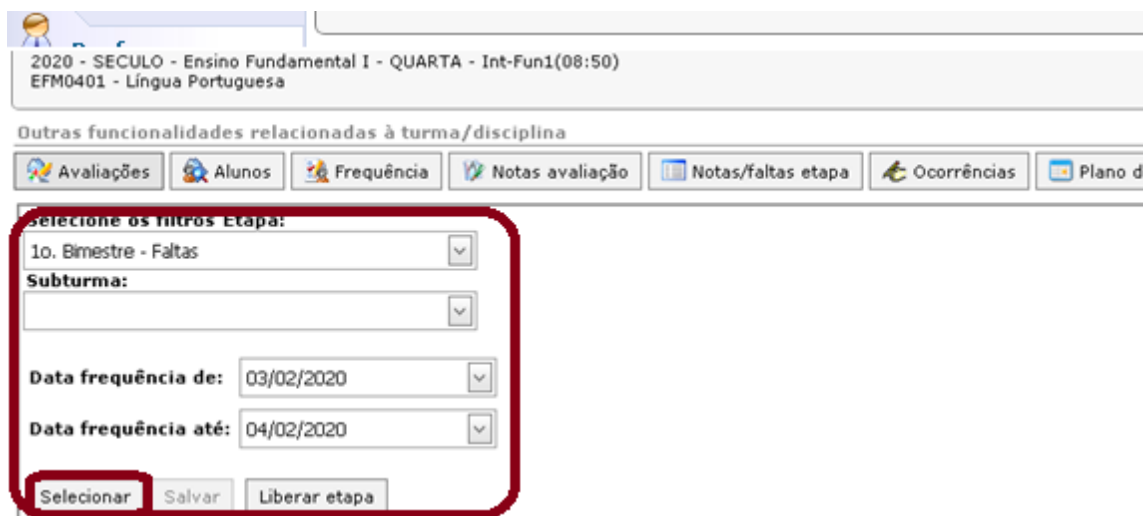 2020 - SECULO - Ensino Fundamental I - QUARTA - Int-Fun1(08:50)
EFM0401 - Língua Portuguesa
Outras funcionalidades relacionadas à turma/disciplina
Avaliações Alunos Frequência Notas avaliação Notas/faltas etapa Ocorrências Plano d
Selecione os filtros Etapa:
1o. Bimestre - Faltas
Subturma:
Data frequência de: 03/02/2020
Data frequência até: 04/02/2020
Selecionar Salvar Liberar etapa